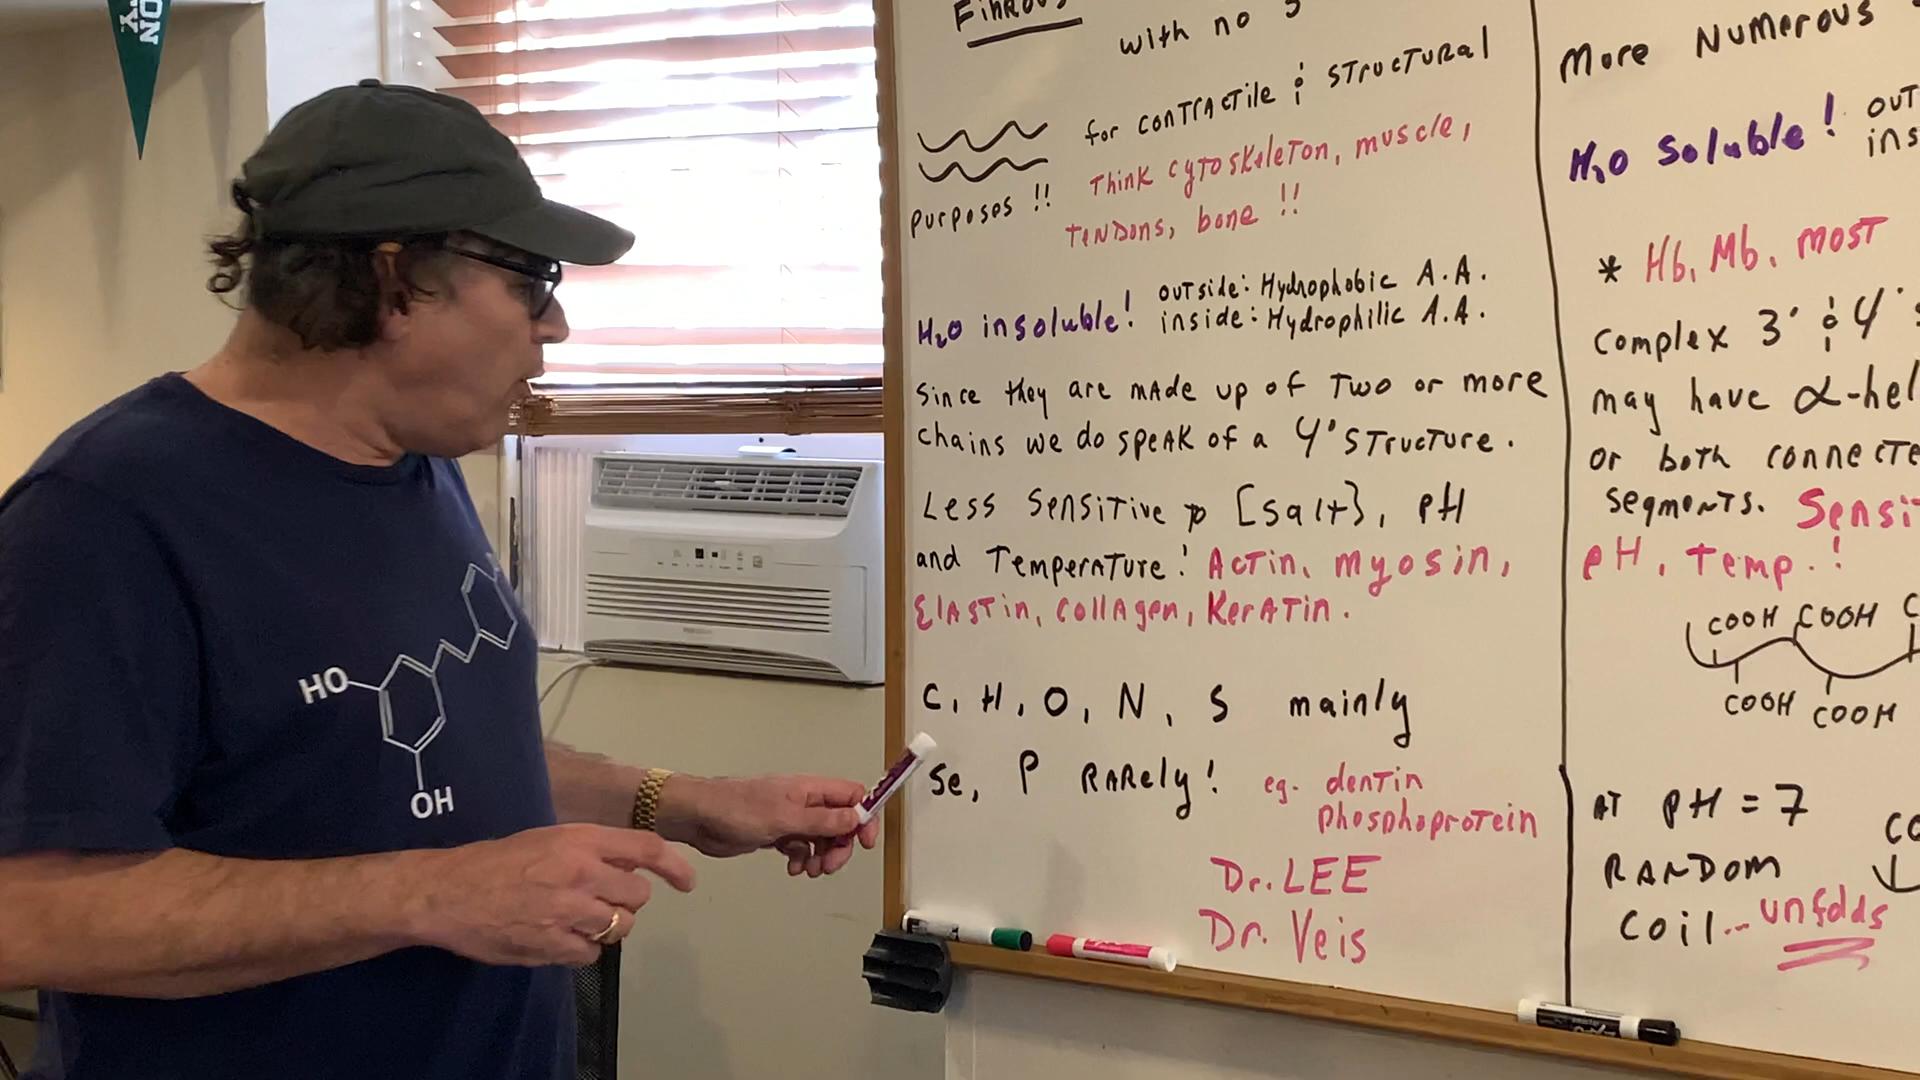 with no
for contractile & structural
purposes !! Think cytoskeleton, muscle,
tendons, bone !!
H2O insoluble! outside: Hydrophobic A.A.
inside: Hydrophilic A.A.
Since they are made up of two or more
chains we do speak of a 4° structure.
Less sensitive to [salt], pH
and Temperature! Actin, myosin,
Elastin, collagen, Keratin.
C, H, O, N, S mainly
Se, P Rarely! eg. dentin
phosphoprotein
Dr. LEE
Dr. Veis
More Numerous
H2O soluble!
* Hb, Mb, most
Complex 3° & 4°
may have α-hel
or both connecte
segments. Sensit
pH, Temp.!
COOH COOH C
COOH COOH
AT pH = 7
RANDOM
Coil... unfolds
HO
OH